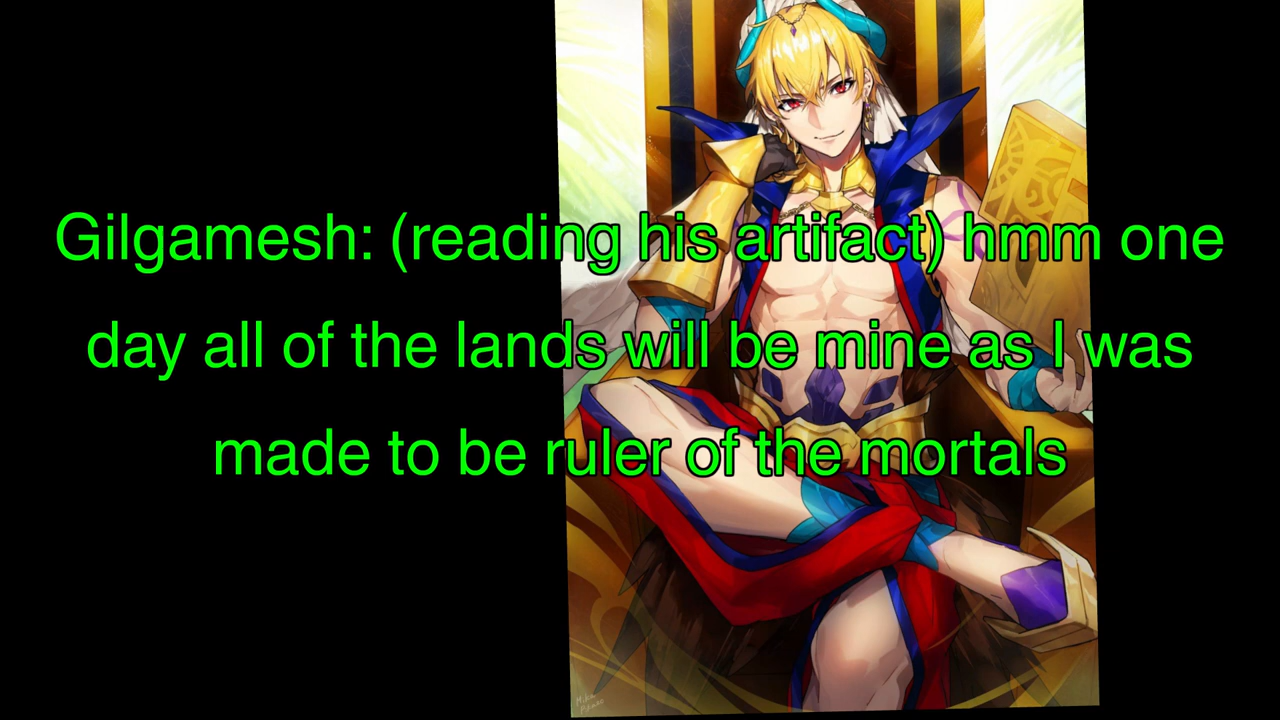 Gilgamesh: (reading his artifact) hmm one
day all of the lands will be mine as I was
made to be ruler of the mortals